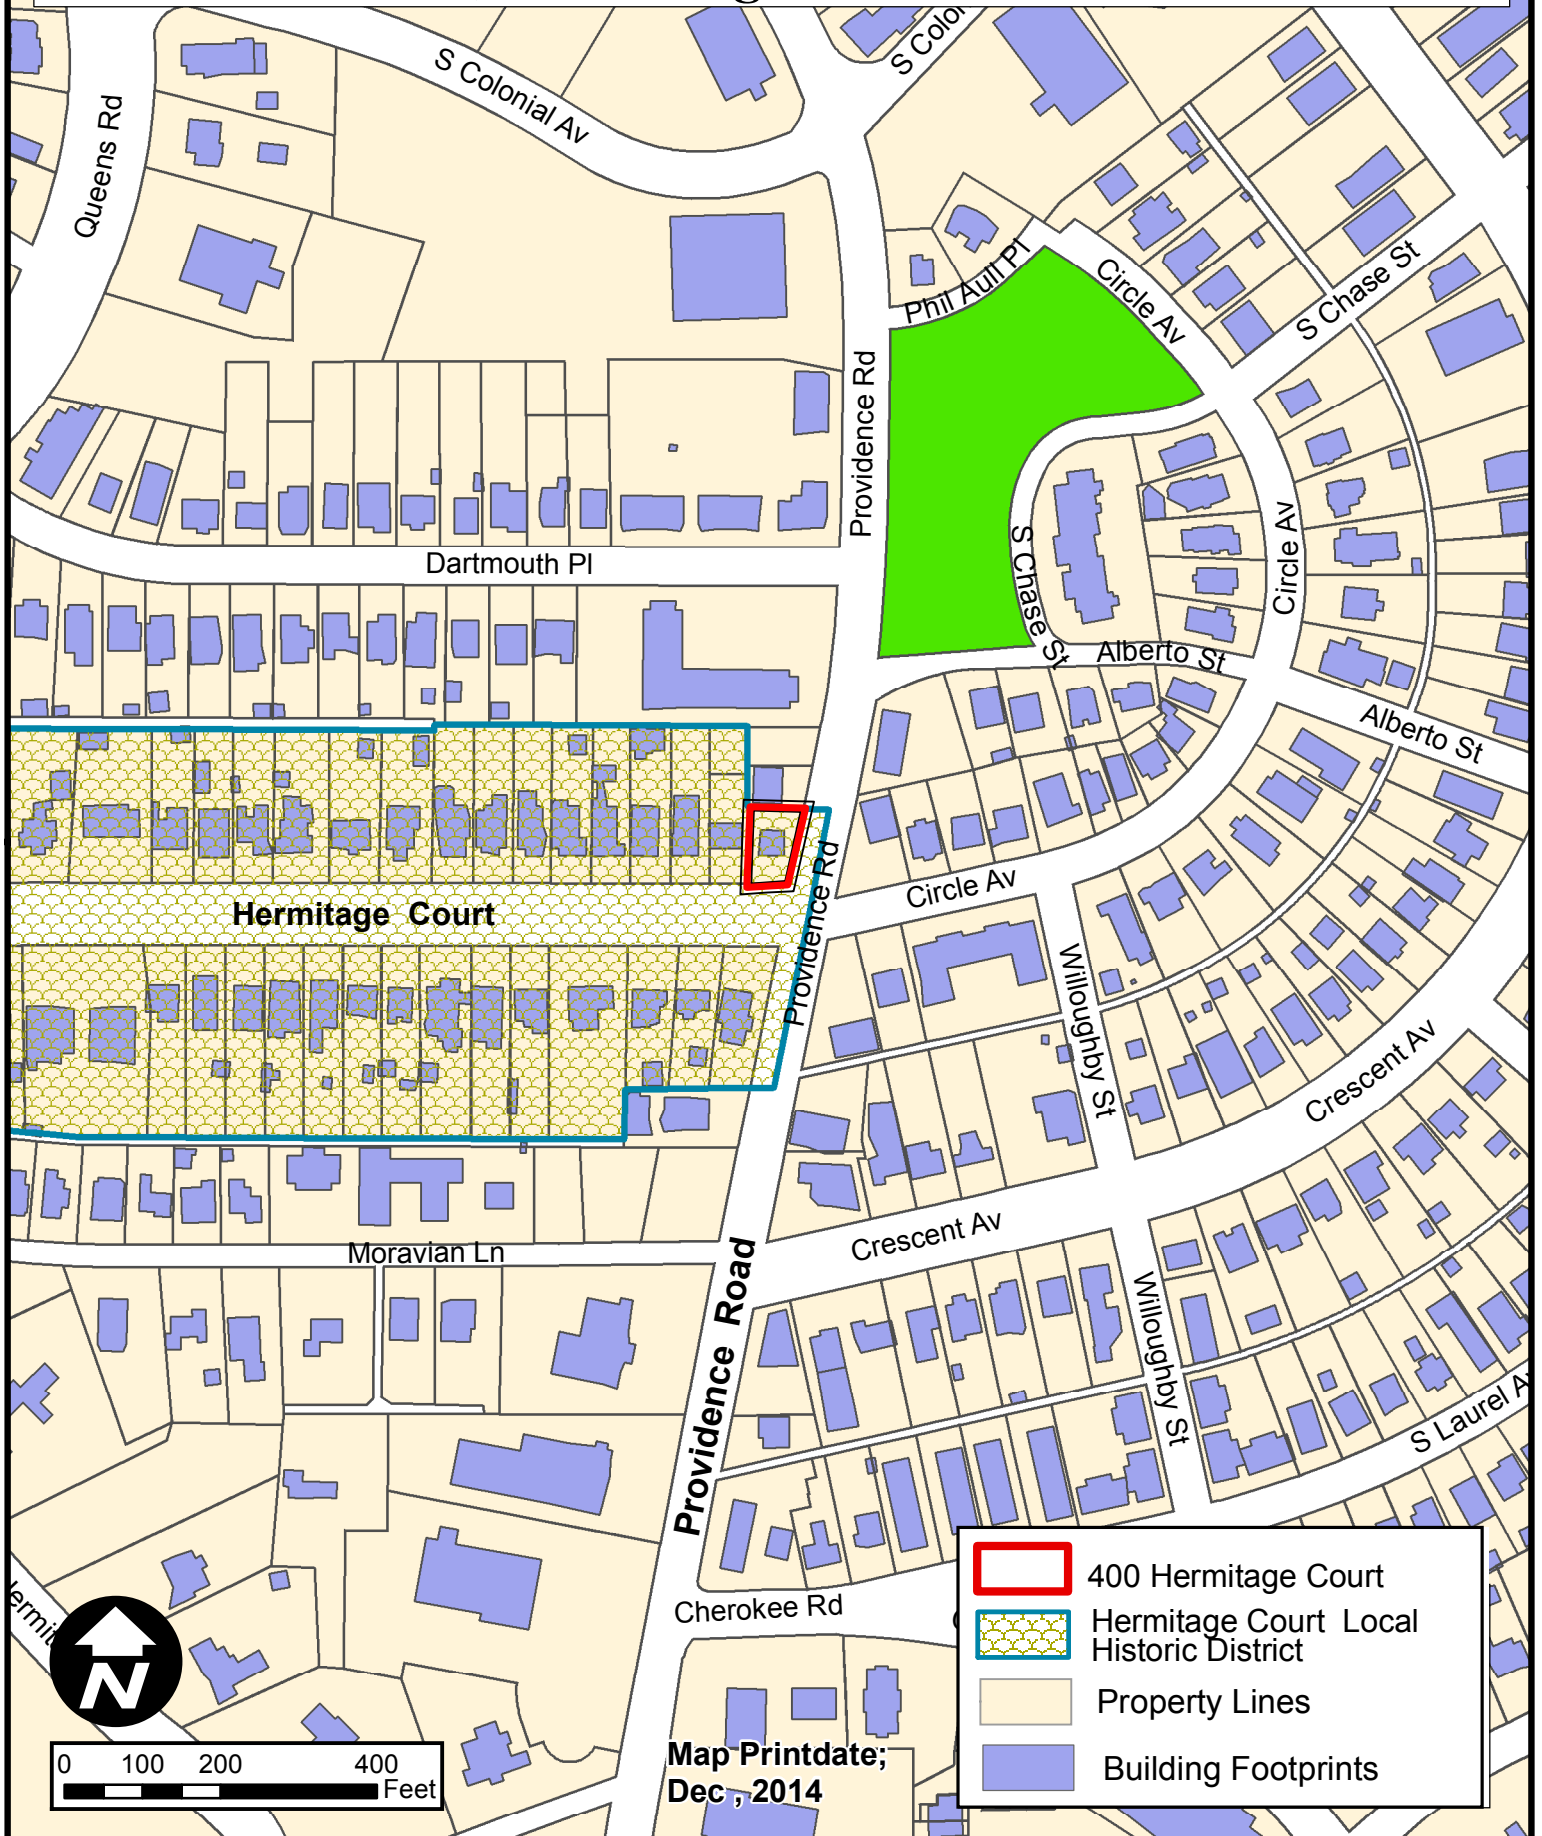 S Colonial Av
Queens Rd
Phil Aull Pl
Circle Av
S Chase St
Providence Rd
Dartmouth Pl
S Chase St
Circle Av
Alberto St
Alberto St
Hermitage Court
Providence Rd
Circle Av
Willoughby St
Crescent Av
Crescent Av
Moravian Ln
Providence Road
Willoughby St
S Laurel Av
Cherokee Rd
400 Hermitage Court
Hermitage Court Local
Historic District
Property Lines
Building Footprints
N
0 100 200 400
Feet
Map Printdate;
Dec , 2014